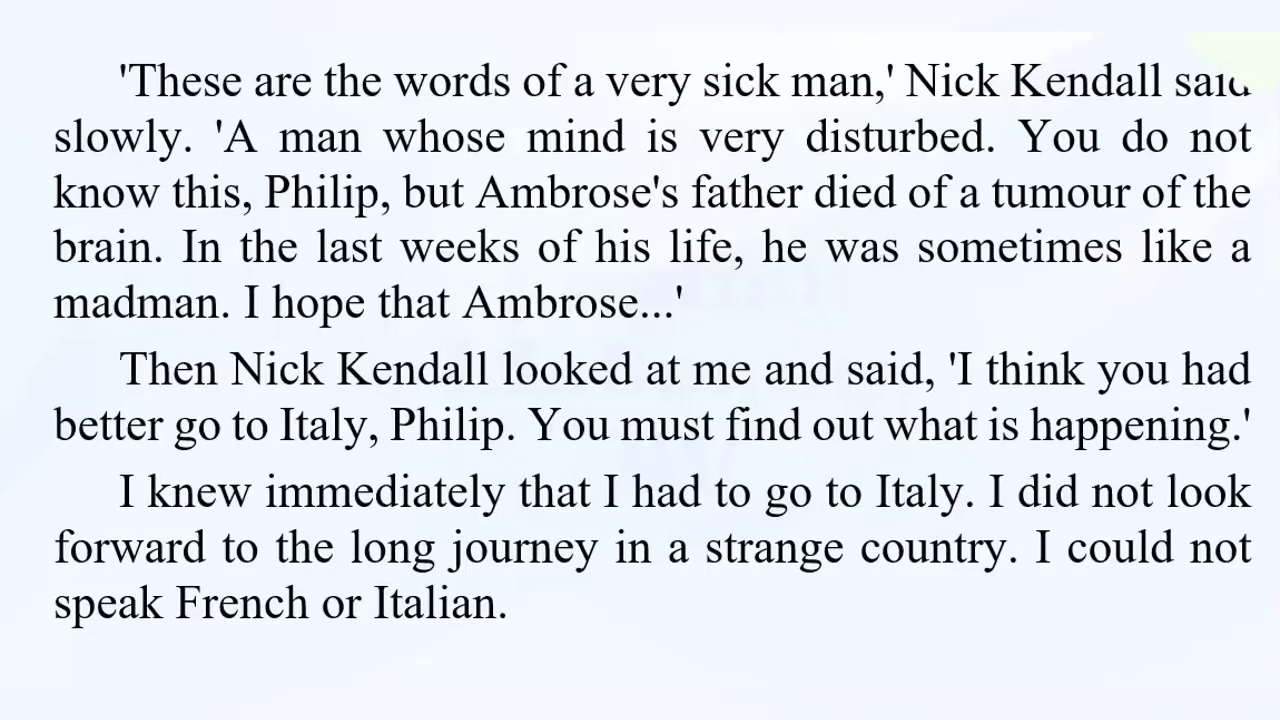 'These are the words of a very sick man,' Nick Kendall said
slowly. 'A man whose mind is very disturbed. You do not
know this, Philip, but Ambrose's father died of a tumour of the
brain. In the last weeks of his life, he was sometimes like a
madman. I hope that Ambrose...'
Then Nick Kendall looked at me and said, 'I think you had
better go to Italy, Philip. You must find out what is happening.'
I knew immediately that I had to go to Italy. I did not look
forward to the long journey in a strange country. I could not
speak French or Italian.